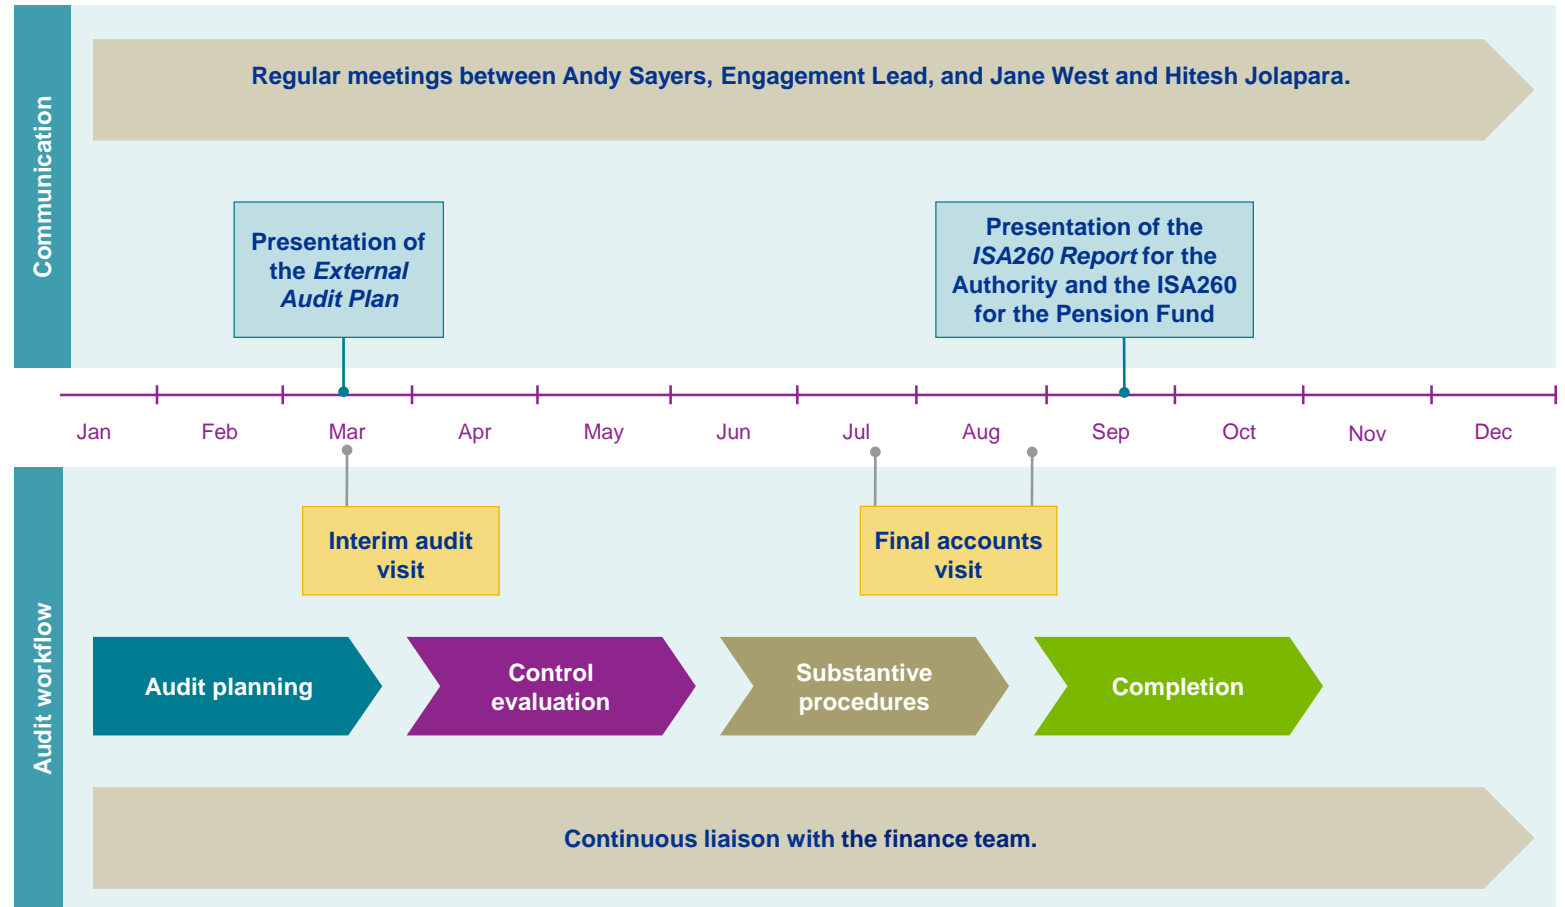 Communication
Regular meetings between Andy Sayers, Engagement Lead, and Jane West and Hitesh Jolapara.
Presentation of
the External
Audit Plan
Presentation of the
ISA260 Report for the
Authority and the ISA260
for the Pension Fund
Jan Feb Mar Apr May Jun Jul Aug Sep Oct Nov Dec
Audit workflow
Interim audit
visit
Final accounts
visit
Audit planning
Control
evaluation
Substantive
procedures
Completion
Continuous liaison with the finance team.